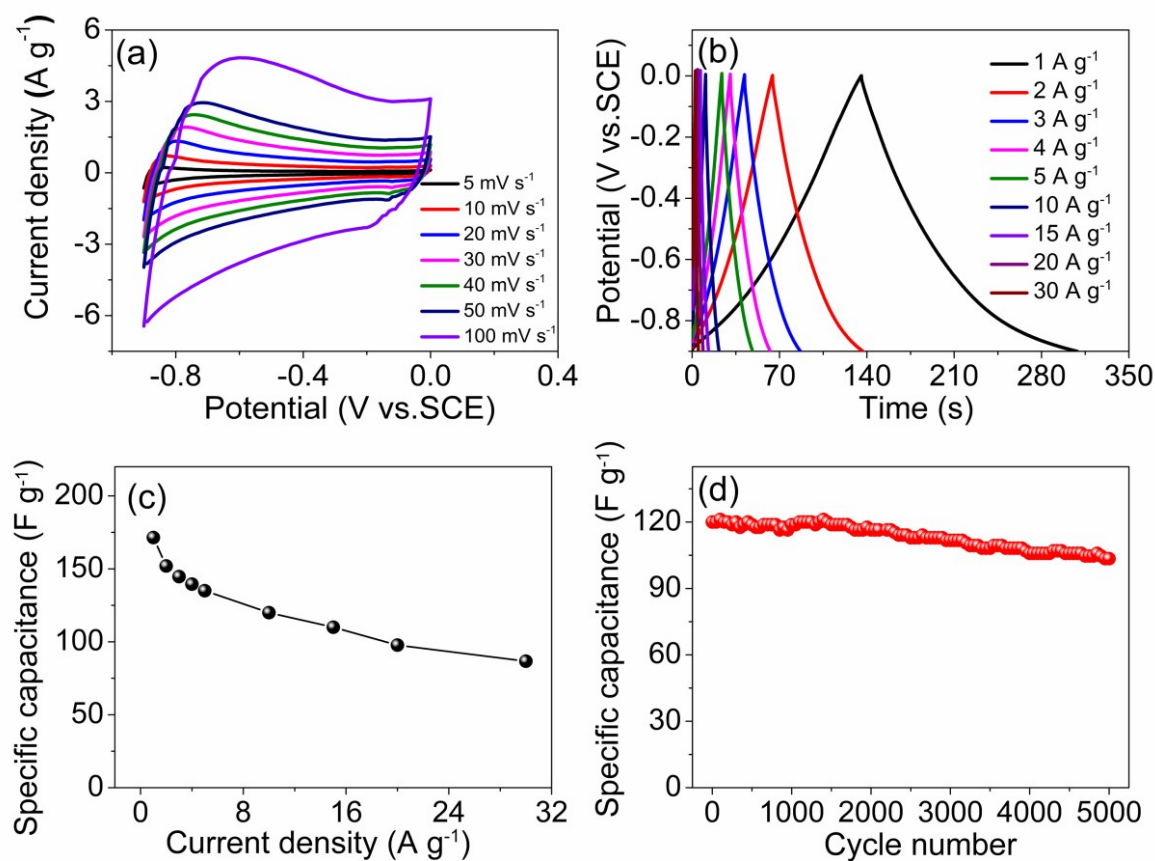 (a)
Current density (A g⁻¹)
6
3
0
-3
-6
5 mV s⁻¹
10 mV s⁻¹
20 mV s⁻¹
30 mV s⁻¹
40 mV s⁻¹
50 mV s⁻¹
100 mV s⁻¹
-0.8 -0.4 0.0 0.4
Potential (V vs.SCE)
(b)
Potential (V vs.SCE)
0.0
-0.2
-0.4
-0.6
-0.8
1 A g⁻¹
2 A g⁻¹
3 A g⁻¹
4 A g⁻¹
5 A g⁻¹
10 A g⁻¹
15 A g⁻¹
20 A g⁻¹
30 A g⁻¹
0 70 140 210 280 350
Time (s)
(c)
Specific capacitance (F g⁻¹)
200
150
100
50
0
0 8 16 24 32
Current density (A g⁻¹)
(d)
Specific capacitance (F g⁻¹)
120
90
60
30
0
0 1000 2000 3000 4000 5000
Cycle number